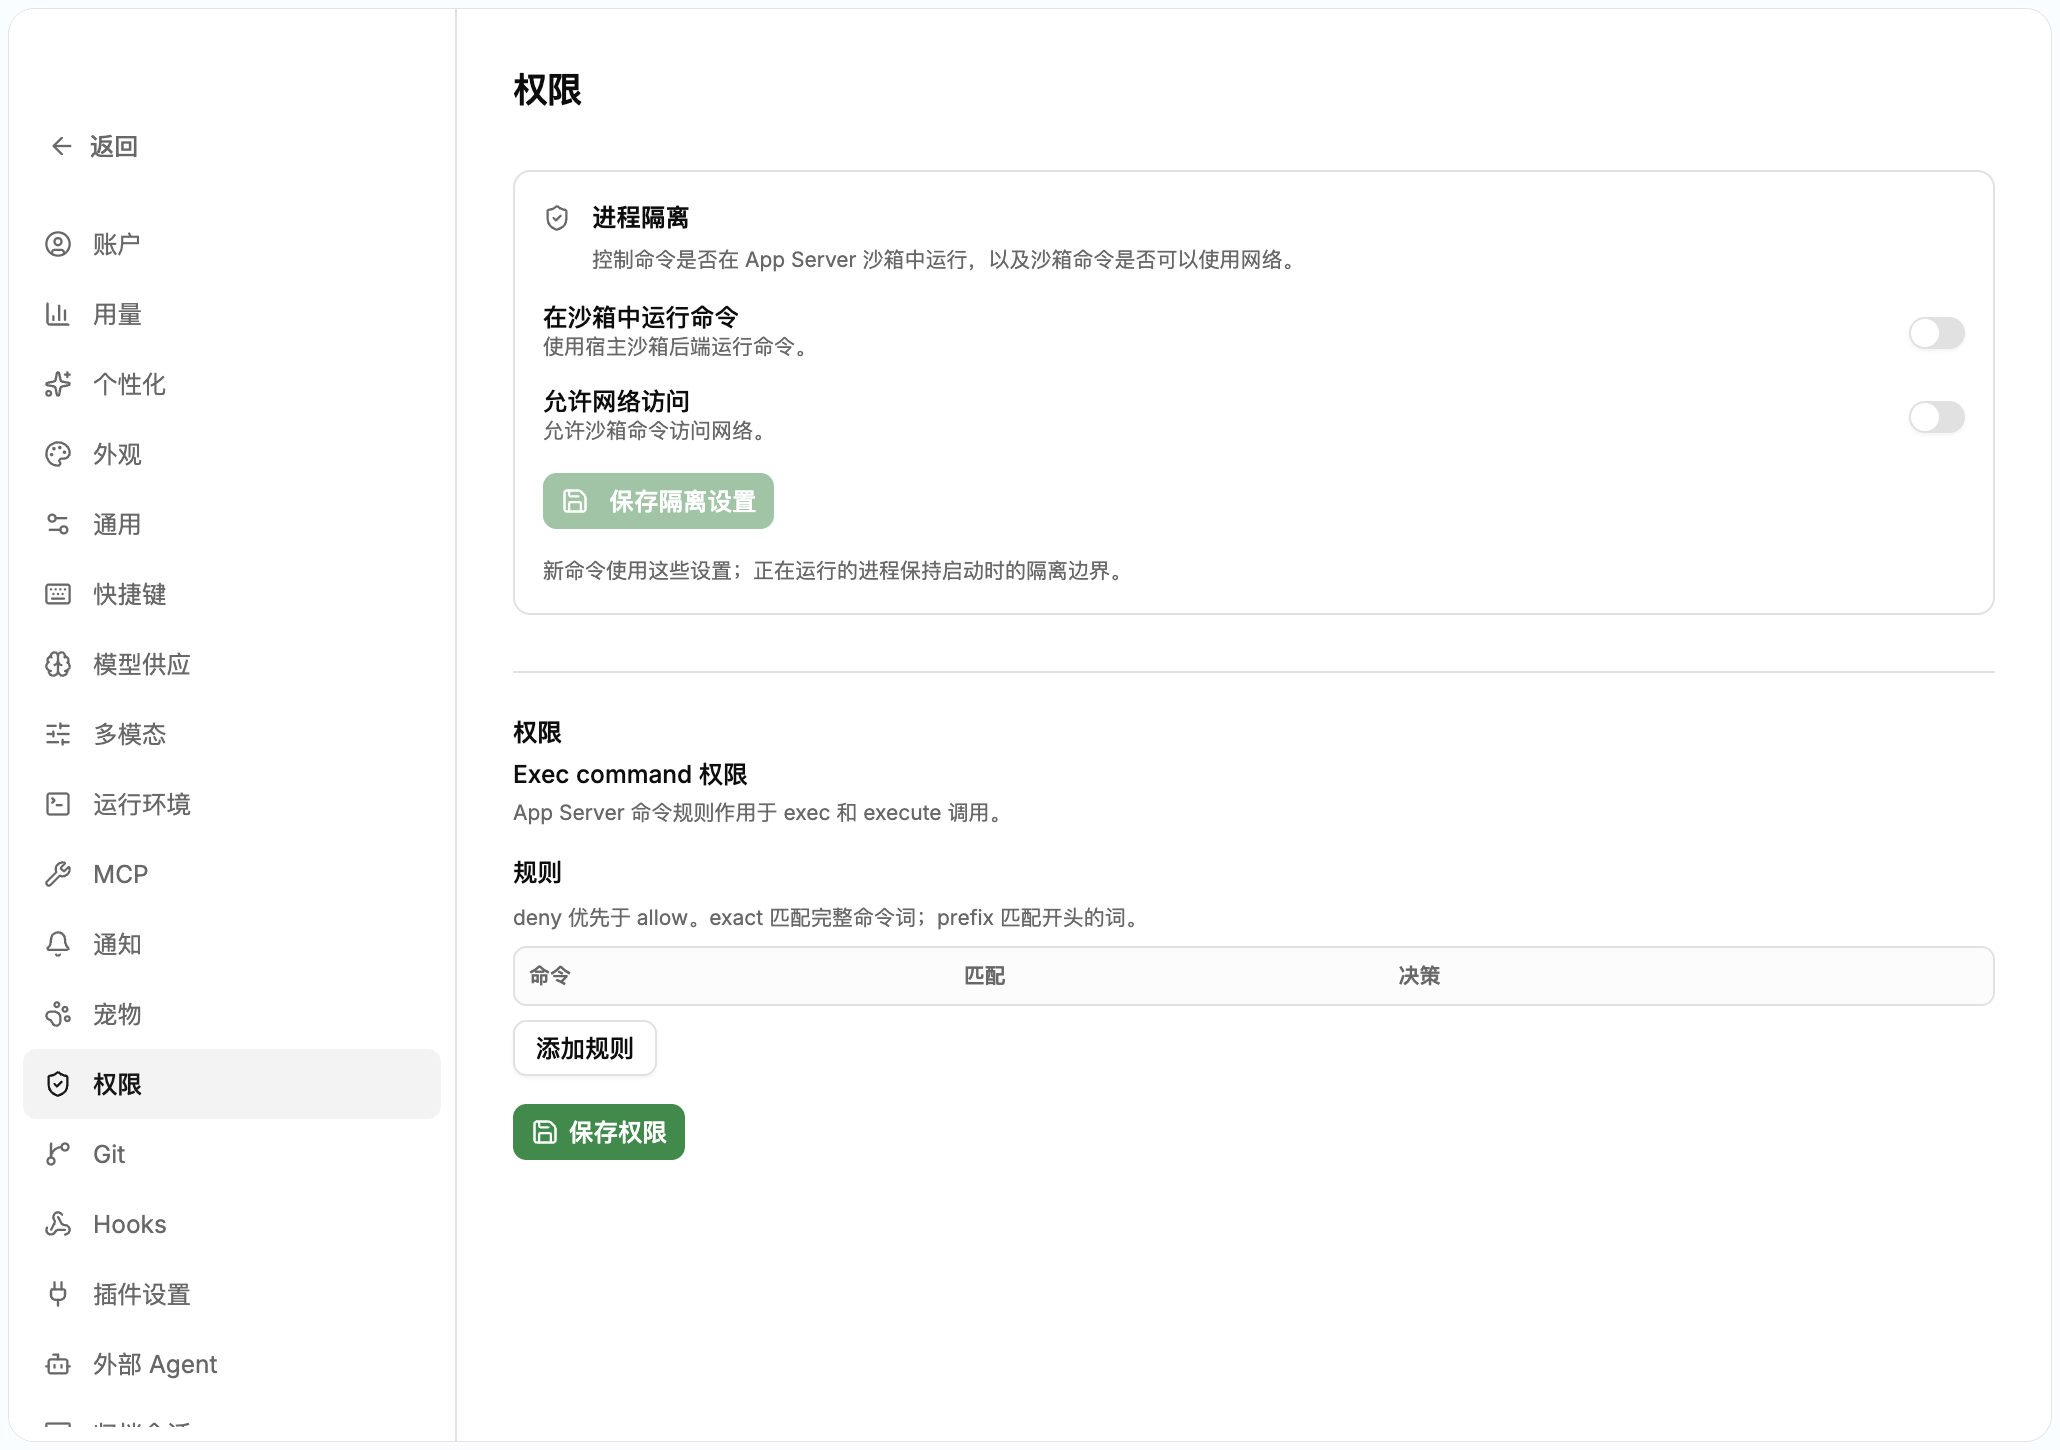 返回
账户
用量
个性化
外观
通用
快捷键
模型供应
多模态
运行环境
MCP
通知
宠物
权限
Git
Hooks
插件设置
外部 Agent
权限
进程隔离
控制命令是否在 App Server 沙箱中运行，以及沙箱命令是否可以使用网络。
在沙箱中运行命令
使用宿主沙箱后端运行命令。
允许网络访问
允许沙箱命令访问网络。
保存隔离设置
新命令使用这些设置；正在运行的进程保持启动时的隔离边界。
权限
Exec command 权限
App Server 命令规则作用于 exec 和 execute 调用。
规则
deny 优先于 allow。exact 匹配完整命令词；prefix 匹配开头的词。
命令 匹配 决策
添加规则
保存权限